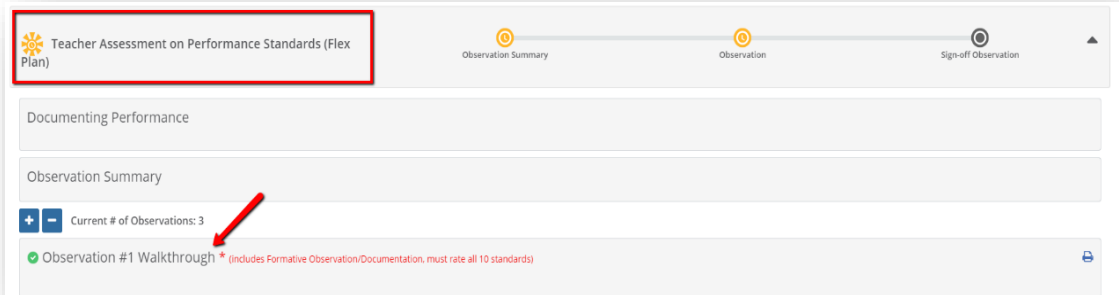 Teacher Assessment on Performance Standards (Flex
Plan)
Observation Summary
Observation
Sign-off Observation
Documenting Performance
Observation Summary
Current # of Observations: 3
Observation #1 Walkthrough * (includes Formative Observation/Documentation, must rate all 10 standards)